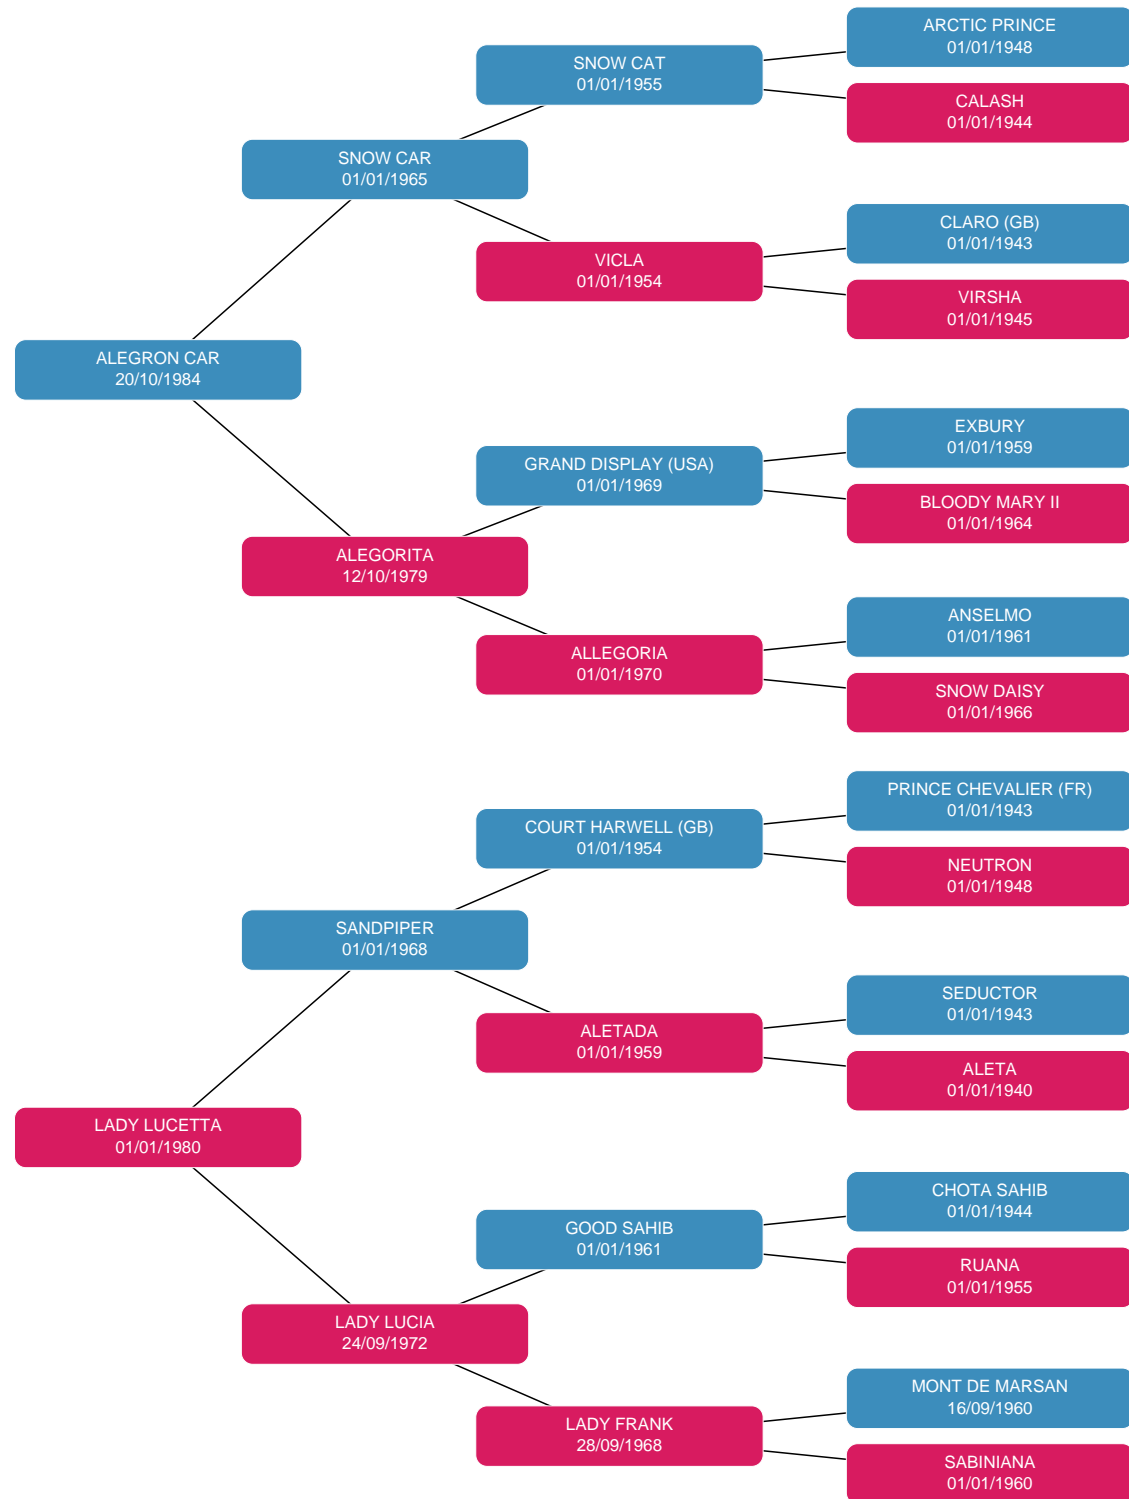 ARCTIC PRINCE
01/01/1948
SNOW CAT
01/01/1955
CALASH
01/01/1944
SNOW CAR
01/01/1965
CLARO (GB)
01/01/1943
VICLA
01/01/1954
VIRSHA
01/01/1945
ALEGRON CAR
20/10/1984
EXBURY
01/01/1959
GRAND DISPLAY (USA)
01/01/1969
BLOODY MARY II
01/01/1964
ALEGORITA
12/10/1979
ANSELMO
01/01/1961
ALLEGORIA
01/01/1970
SNOW DAISY
01/01/1966
PRINCE CHEVALIER (FR)
01/01/1943
COURT HARWELL (GB)
01/01/1954
NEUTRON
01/01/1948
SANDPIPER
01/01/1968
SEDUCTOR
01/01/1943
ALETADA
01/01/1959
ALETA
01/01/1940
LADY LUCETTA
01/01/1980
CHOTA SAHIB
01/01/1944
GOOD SAHIB
01/01/1961
RUANA
01/01/1955
LADY LUCIA
24/09/1972
MONT DE MARSAN
16/09/1960
LADY FRANK
28/09/1968
SABINIANA
01/01/1960